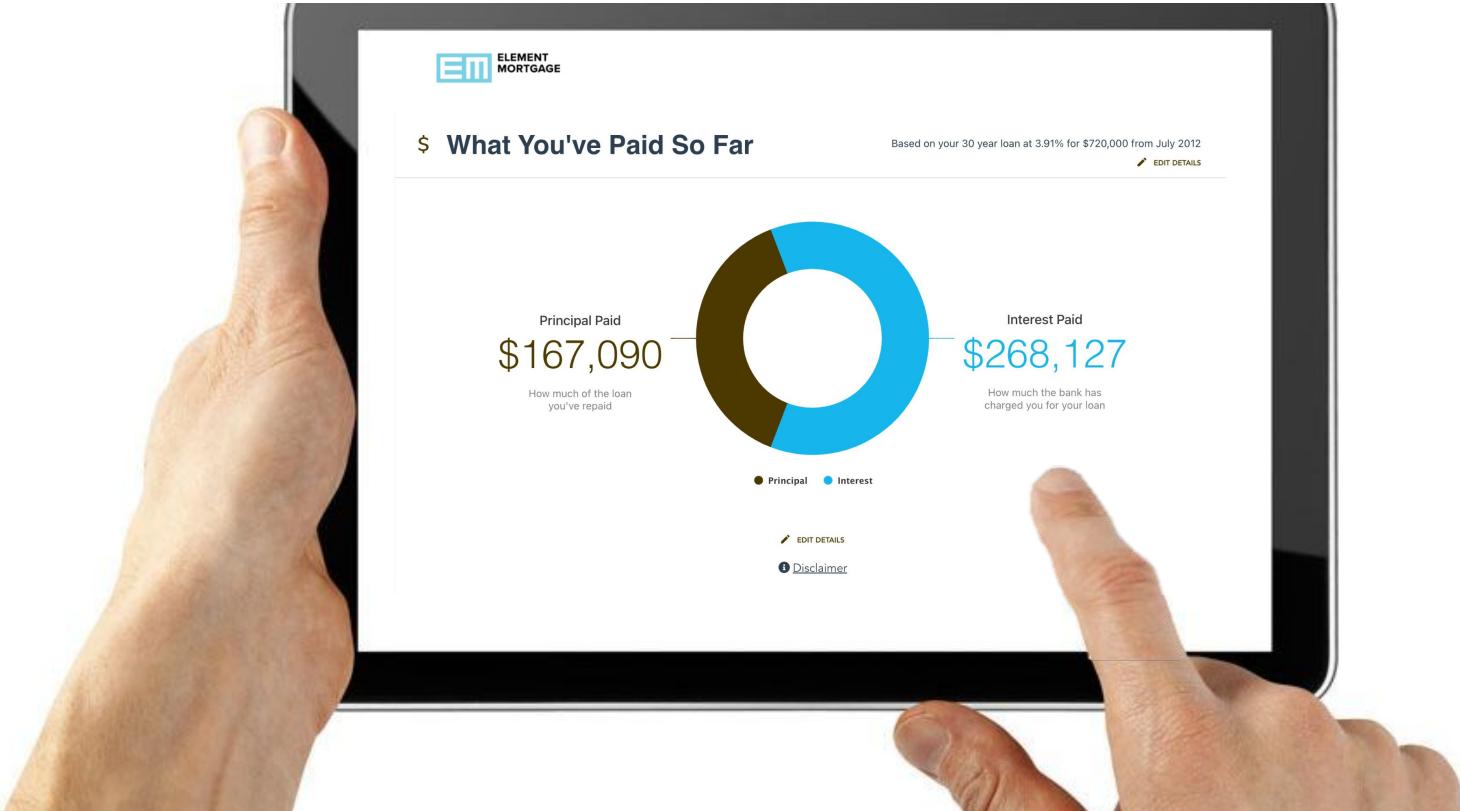 ELEMENT
MORTGAGE
$ What You've Paid So Far
Based on your 30 year loan at 3.91% for $720,000 from July 2012
EDIT DETAILS
Principal Paid
$167,090
How much of the loan
you've repaid
Interest Paid
$268,127
How much the bank has
charged you for your loan
Principal
Interest
EDIT DETAILS
Disclaimer